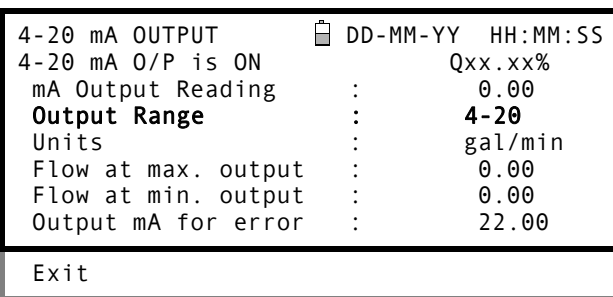 4-20 mA OUTPUT DD-MM-YY HH:MM:SS
4-20 mA O/P is ON Qxx.xx%
mA Output Reading : 0.00
Output Range : 4-20
Units : gal/min
Flow at max. output : 0.00
Flow at min. output : 0.00
Output mA for error : 22.00
Exit